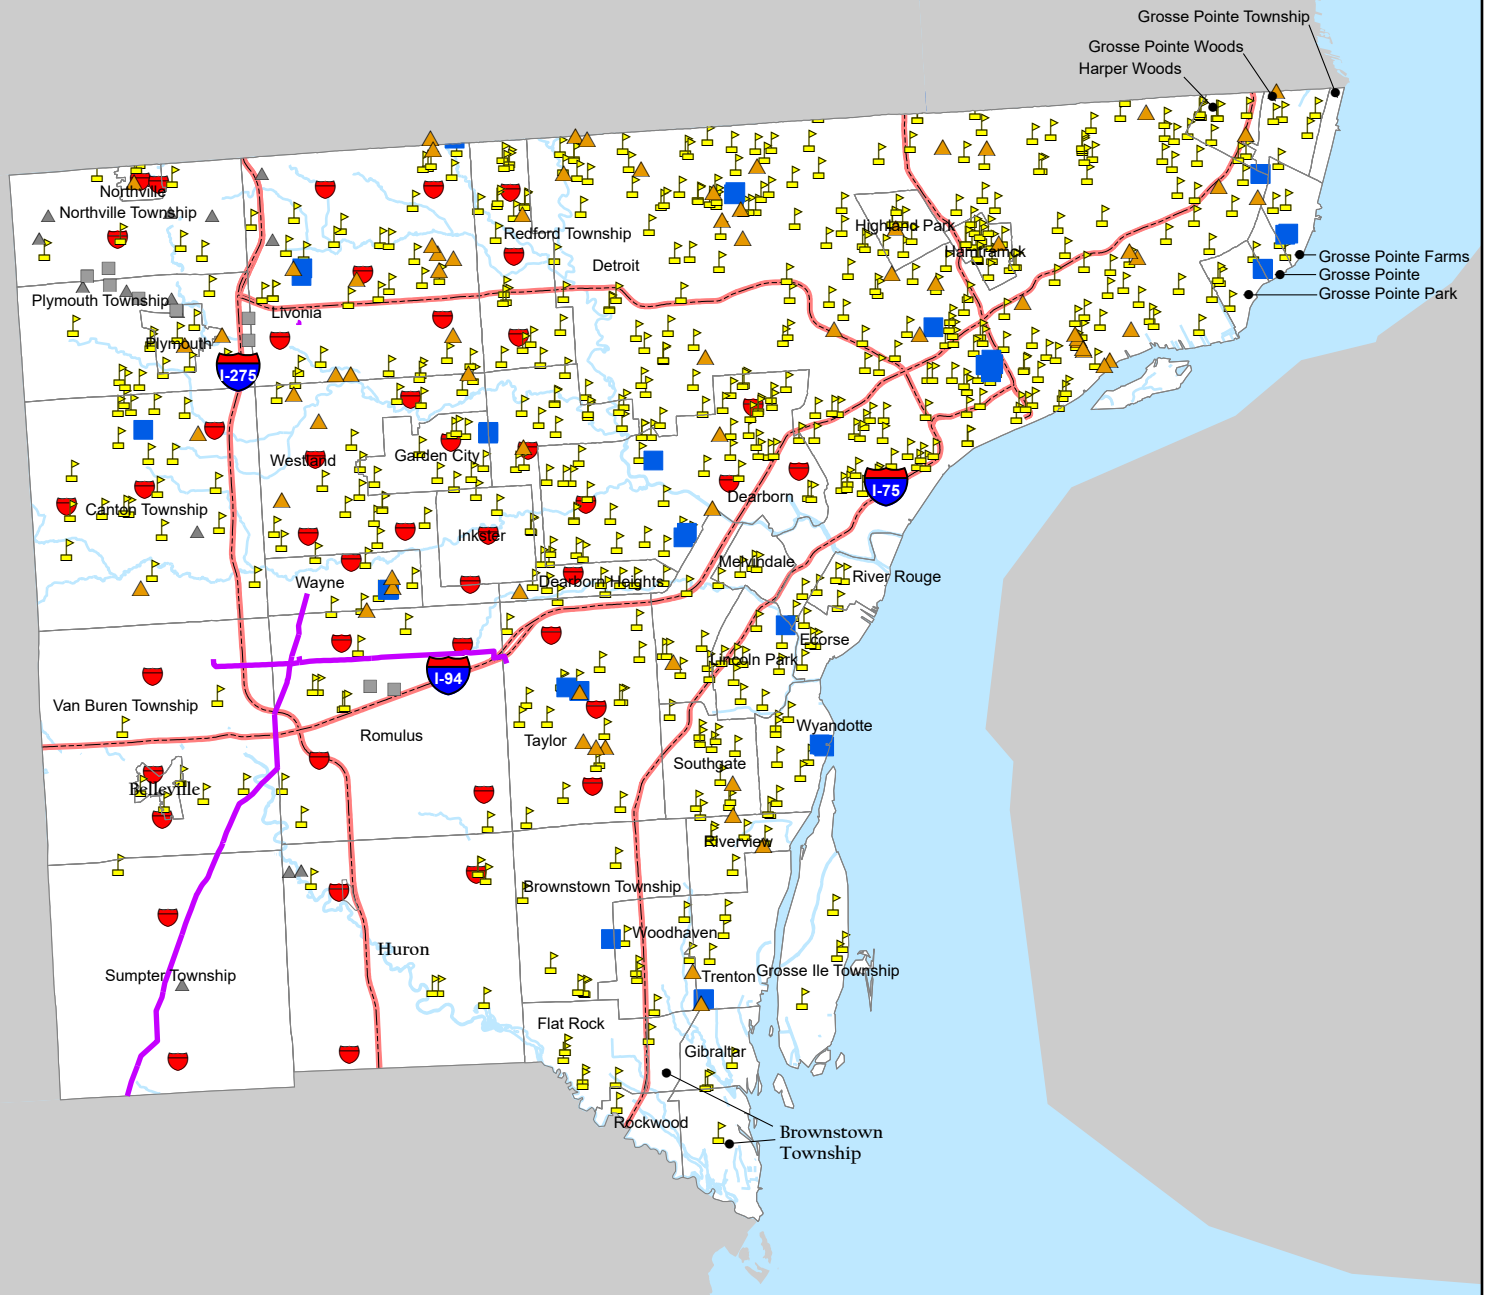 Grosse Pointe Township
Grosse Pointe Woods
Harper Woods
Northville
Northville Township
Redford Township
Highland Park
Hamtramck
Detroit
Grosse Pointe Farms
Grosse Pointe
Grosse Pointe Park
Plymouth Township
Livonia
Plymouth
I-275
Westland
Garden City
I-75
Dearborn
Canton Township
Inkster
Melvindale
River Rouge
Wayne
Dearborn Heights
Ecorse
Lincoln Park
I-94
Van Buren Township
Wyandotte
Romulus
Taylor
Southgate
Belleville
Riverview
Brownstown Township
Woodhaven
Huron
Sumpter Township
Trenton
Grosse Ile Township
Flat Rock
Gibraltar
Rockwood
Brownstown
Township